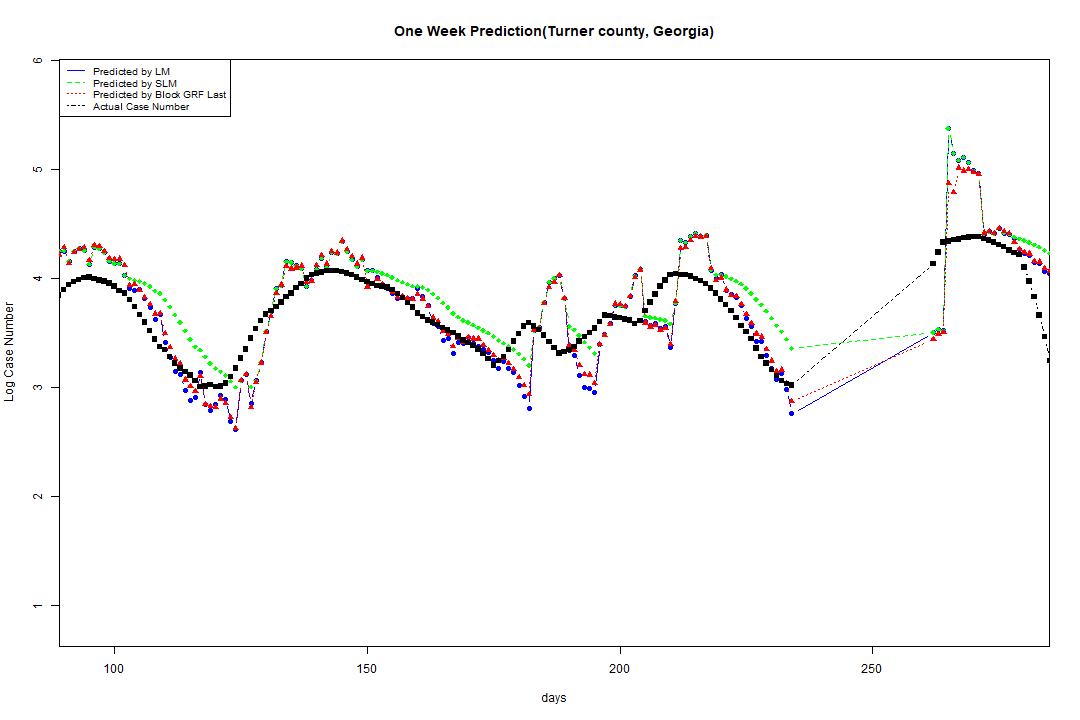 One Week Prediction(Turner county, Georgia)
Predicted by LM
Predicted by SLM
Predicted by Block GRF Last
Actual Case Number
6
5
4
3
2
1
Log Case Number
100 150 200 250
days